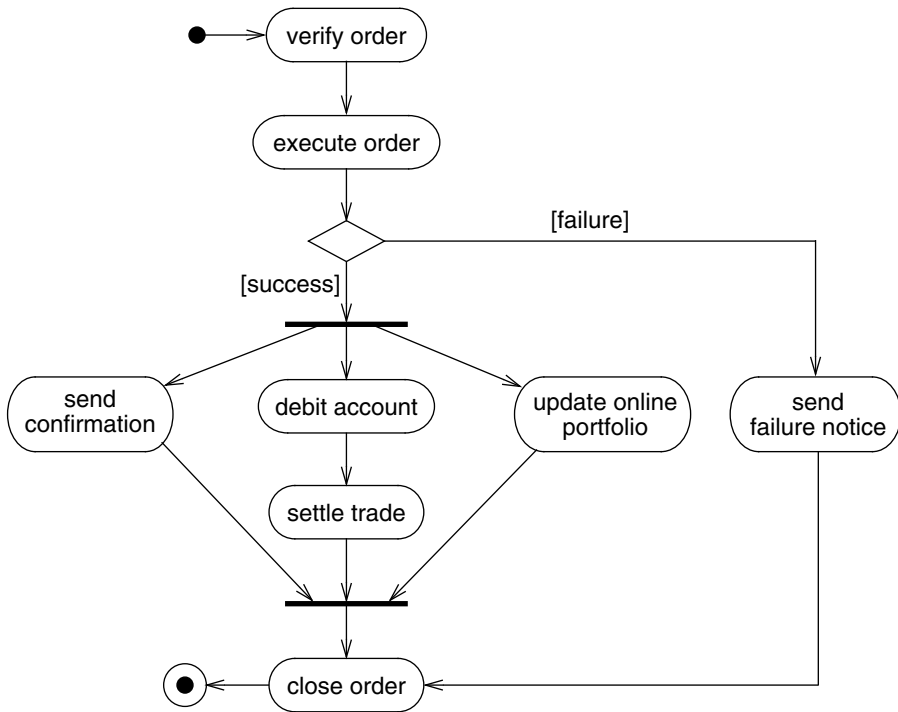 verify order
execute order
[failure]
[success]
send
confirmation
debit account
update online
portfolio
send
failure notice
settle trade
close order